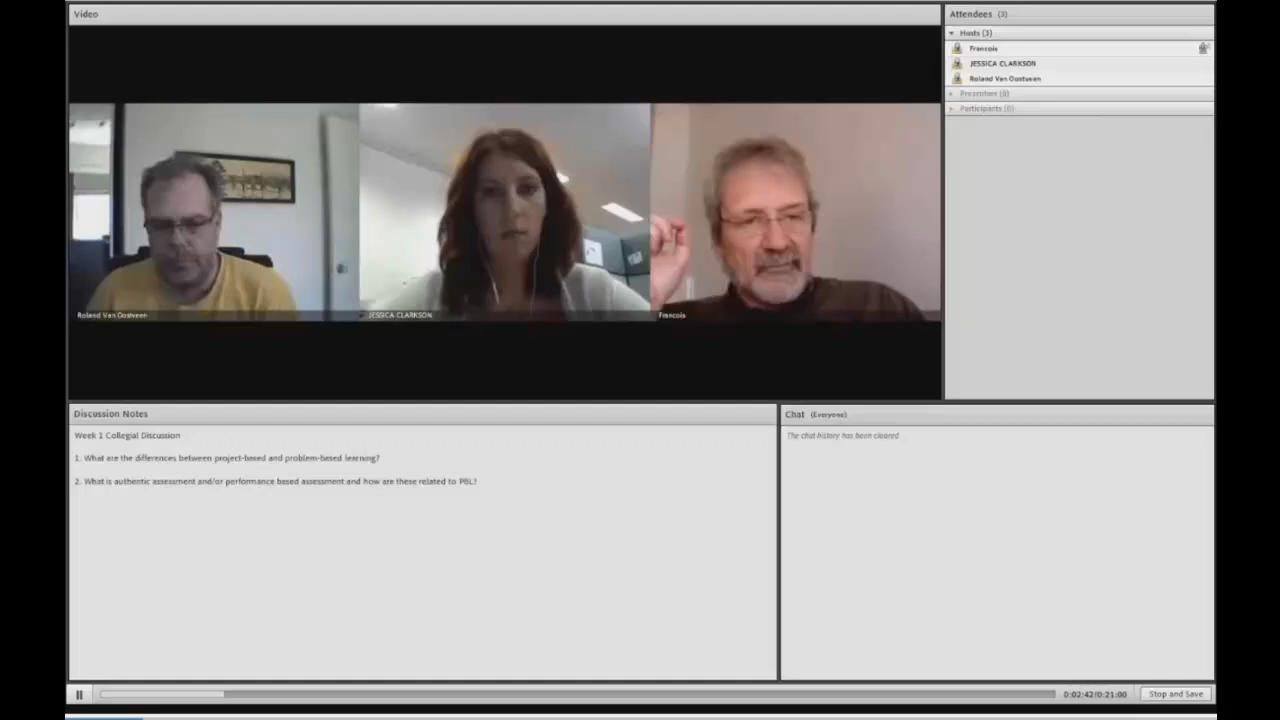 Video
Attendees (3)
Hosts (3)
Francois
JESSICA CLARKSON
Roland Van Oostveen
Presenters (0)
Participants (0)
Roland Van Oostveen
JESSICA CLARKSON
Francois
Discussion Notes
Week 1 Collegial Discussion
1. What are the differences between project-based and problem-based learning?
2. What is authentic assessment and/or performance based assessment and how are these related to PBL?
Chat (Everyone)
The chat history has been cleared
0:02:42/0:21:00
Stop and Save